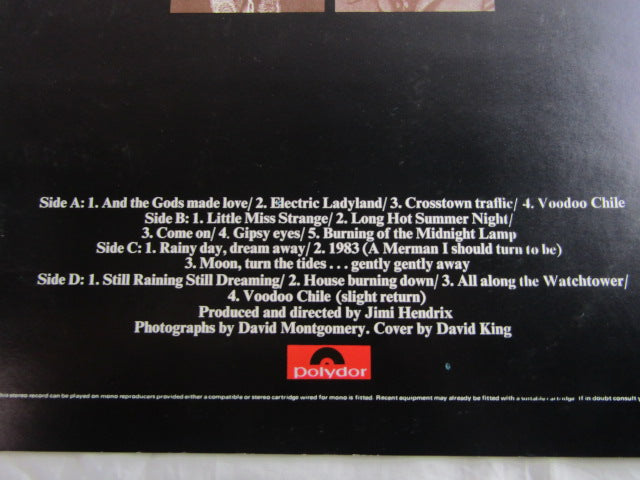 Side A: 1. And the Gods made love/ 2. Electric Ladyland/ 3. Crosstown traffic/ 4. Voodoo Chile
Side B: 1. Little Miss Strange/ 2. Long Hot Summer Night/
3. Come on/ 4. Gipsy eyes/ 5. Burning of the Midnight Lamp
Side C: 1. Rainy day, dream away/ 2. 1983 (A Merman I should turn to be)
3. Moon, turn the tides . . . gently gently away
Side D: 1. Still Raining Still Dreaming/ 2. House burning down/ 3. All along the Watchtower/
4. Voodoo Chile (slight return)
Produced and directed by Jimi Hendrix
Photographs by David Montgomery. Cover by David King
polydor
stereo record can be played on mono reproducers provided either a compatible or stereo cartridge wired for mono is fitted. Recent equipment may already be fitted with a suitable cartridge. If in doubt consult